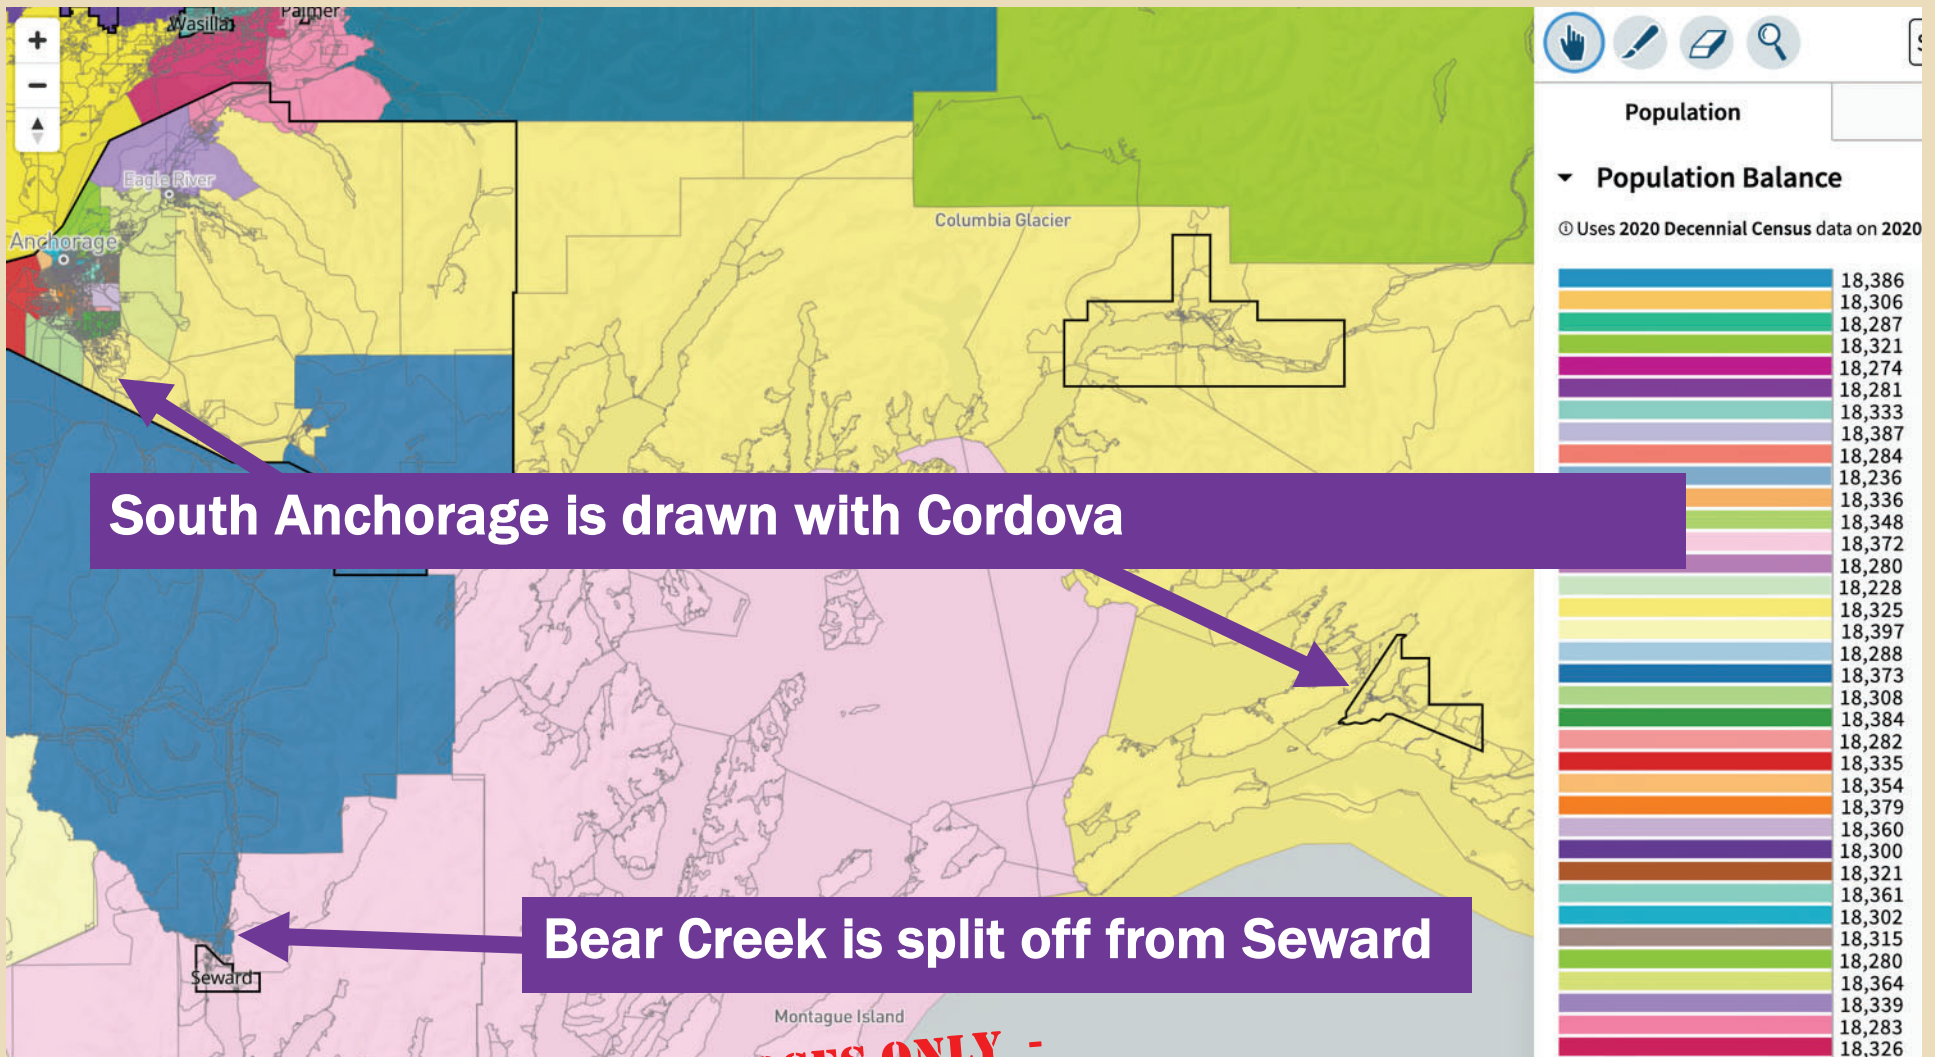 Palmer
Wasilla
+
−
Population
Population Balance
Eagle River
Columbia Glacier
Uses 2020 Decennial Census data on 2020
Anchorage
18,386
18,306
18,287
18,321
18,274
18,281
18,333
18,387
18,284
18,236
18,336
18,348
18,372
18,280
18,228
18,325
18,397
18,288
18,373
18,308
18,384
18,282
18,335
18,354
18,379
18,360
18,300
18,321
18,361
18,302
18,315
18,280
18,364
18,339
18,283
18,326
South Anchorage is drawn with Cordova
Bear Creek is split off from Seward
Seward
Montague Island
ONLY -